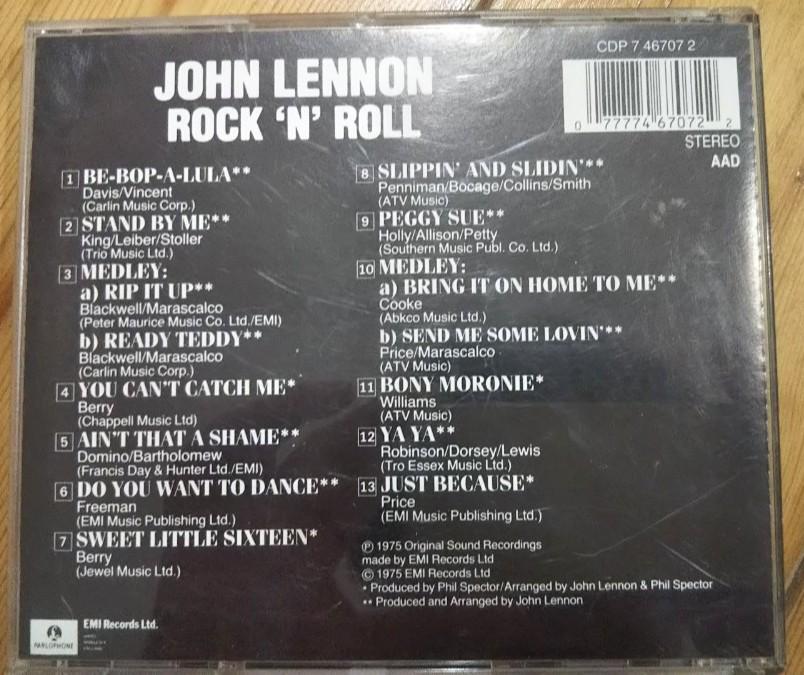 CDP 7 46707 2
JOHN LENNON
ROCK 'N' ROLL
0 77774 67072 2
STEREO
AAD
1 BE-BOP-A-LULA**
Davis/Vincent
(Carlin Music Corp.)
2 STAND BY ME**
King/Leiber/Stoller
(Trio Music Ltd.)
3 MEDLEY:
a) RIP IT UP**
Blackwell/Marascalco
(Peter Maurice Music Co. Ltd./EMI)
b) READY TEDDY**
Blackwell/Marascalco
(Carlin Music Corp.)
4 YOU CAN'T CATCH ME*
Berry
(Chappell Music Ltd)
5 AIN'T THAT A SHAME**
Domino/Bartholomew
(Francis Day & Hunter Ltd./EMI)
6 DO YOU WANT TO DANCE**
Freeman
(EMI Music Publishing Ltd.)
7 SWEET LITTLE SIXTEEN*
Berry
(Jewel Music Ltd.)
8 SLIPPIN' AND SLIDIN'**
Penniman/Bocage/Collins/Smith
(ATV Music)
9 PEGGY SUE**
Holly/Allison/Petty
(Southern Music Publ. Co. Ltd.)
10 MEDLEY:
a) BRING IT ON HOME TO ME**
Cooke
(Abkco Music Ltd.)
b) SEND ME SOME LOVIN'**
Price/Marascalco
(ATV Music)
11 BONY MORONIE*
Williams
(ATV Music)
12 YA YA**
Robinson/Dorsey/Lewis
(Tro Essex Music Ltd.)
13 JUST BECAUSE*
Price
(EMI Music Publishing Ltd.)
℗ 1975 Original Sound Recordings
made by EMI Records Ltd
© 1975 EMI Records Ltd
* Produced by Phil Spector/Arranged by John Lennon & Phil Spector
** Produced and Arranged by John Lennon
PARLOPHONE
EMI Records Ltd.